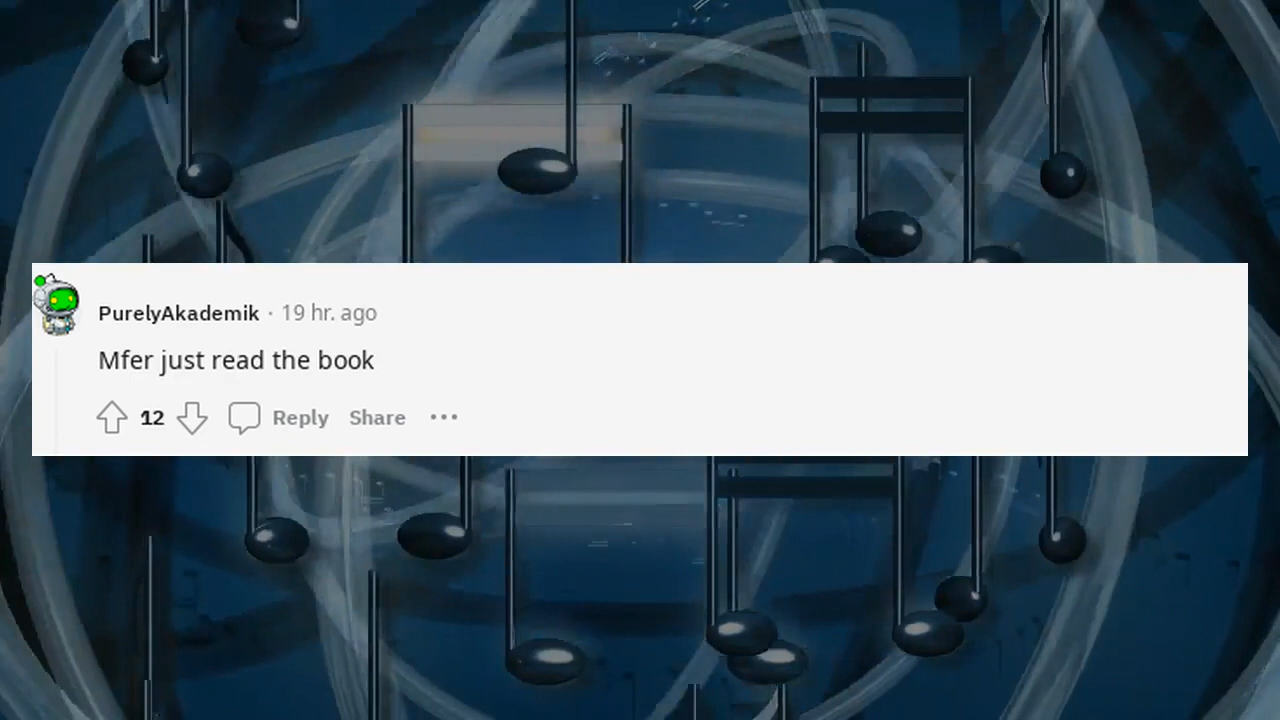 PurelyAkademik · 19 hr. ago
Mfer just read the book
12 Reply Share ···